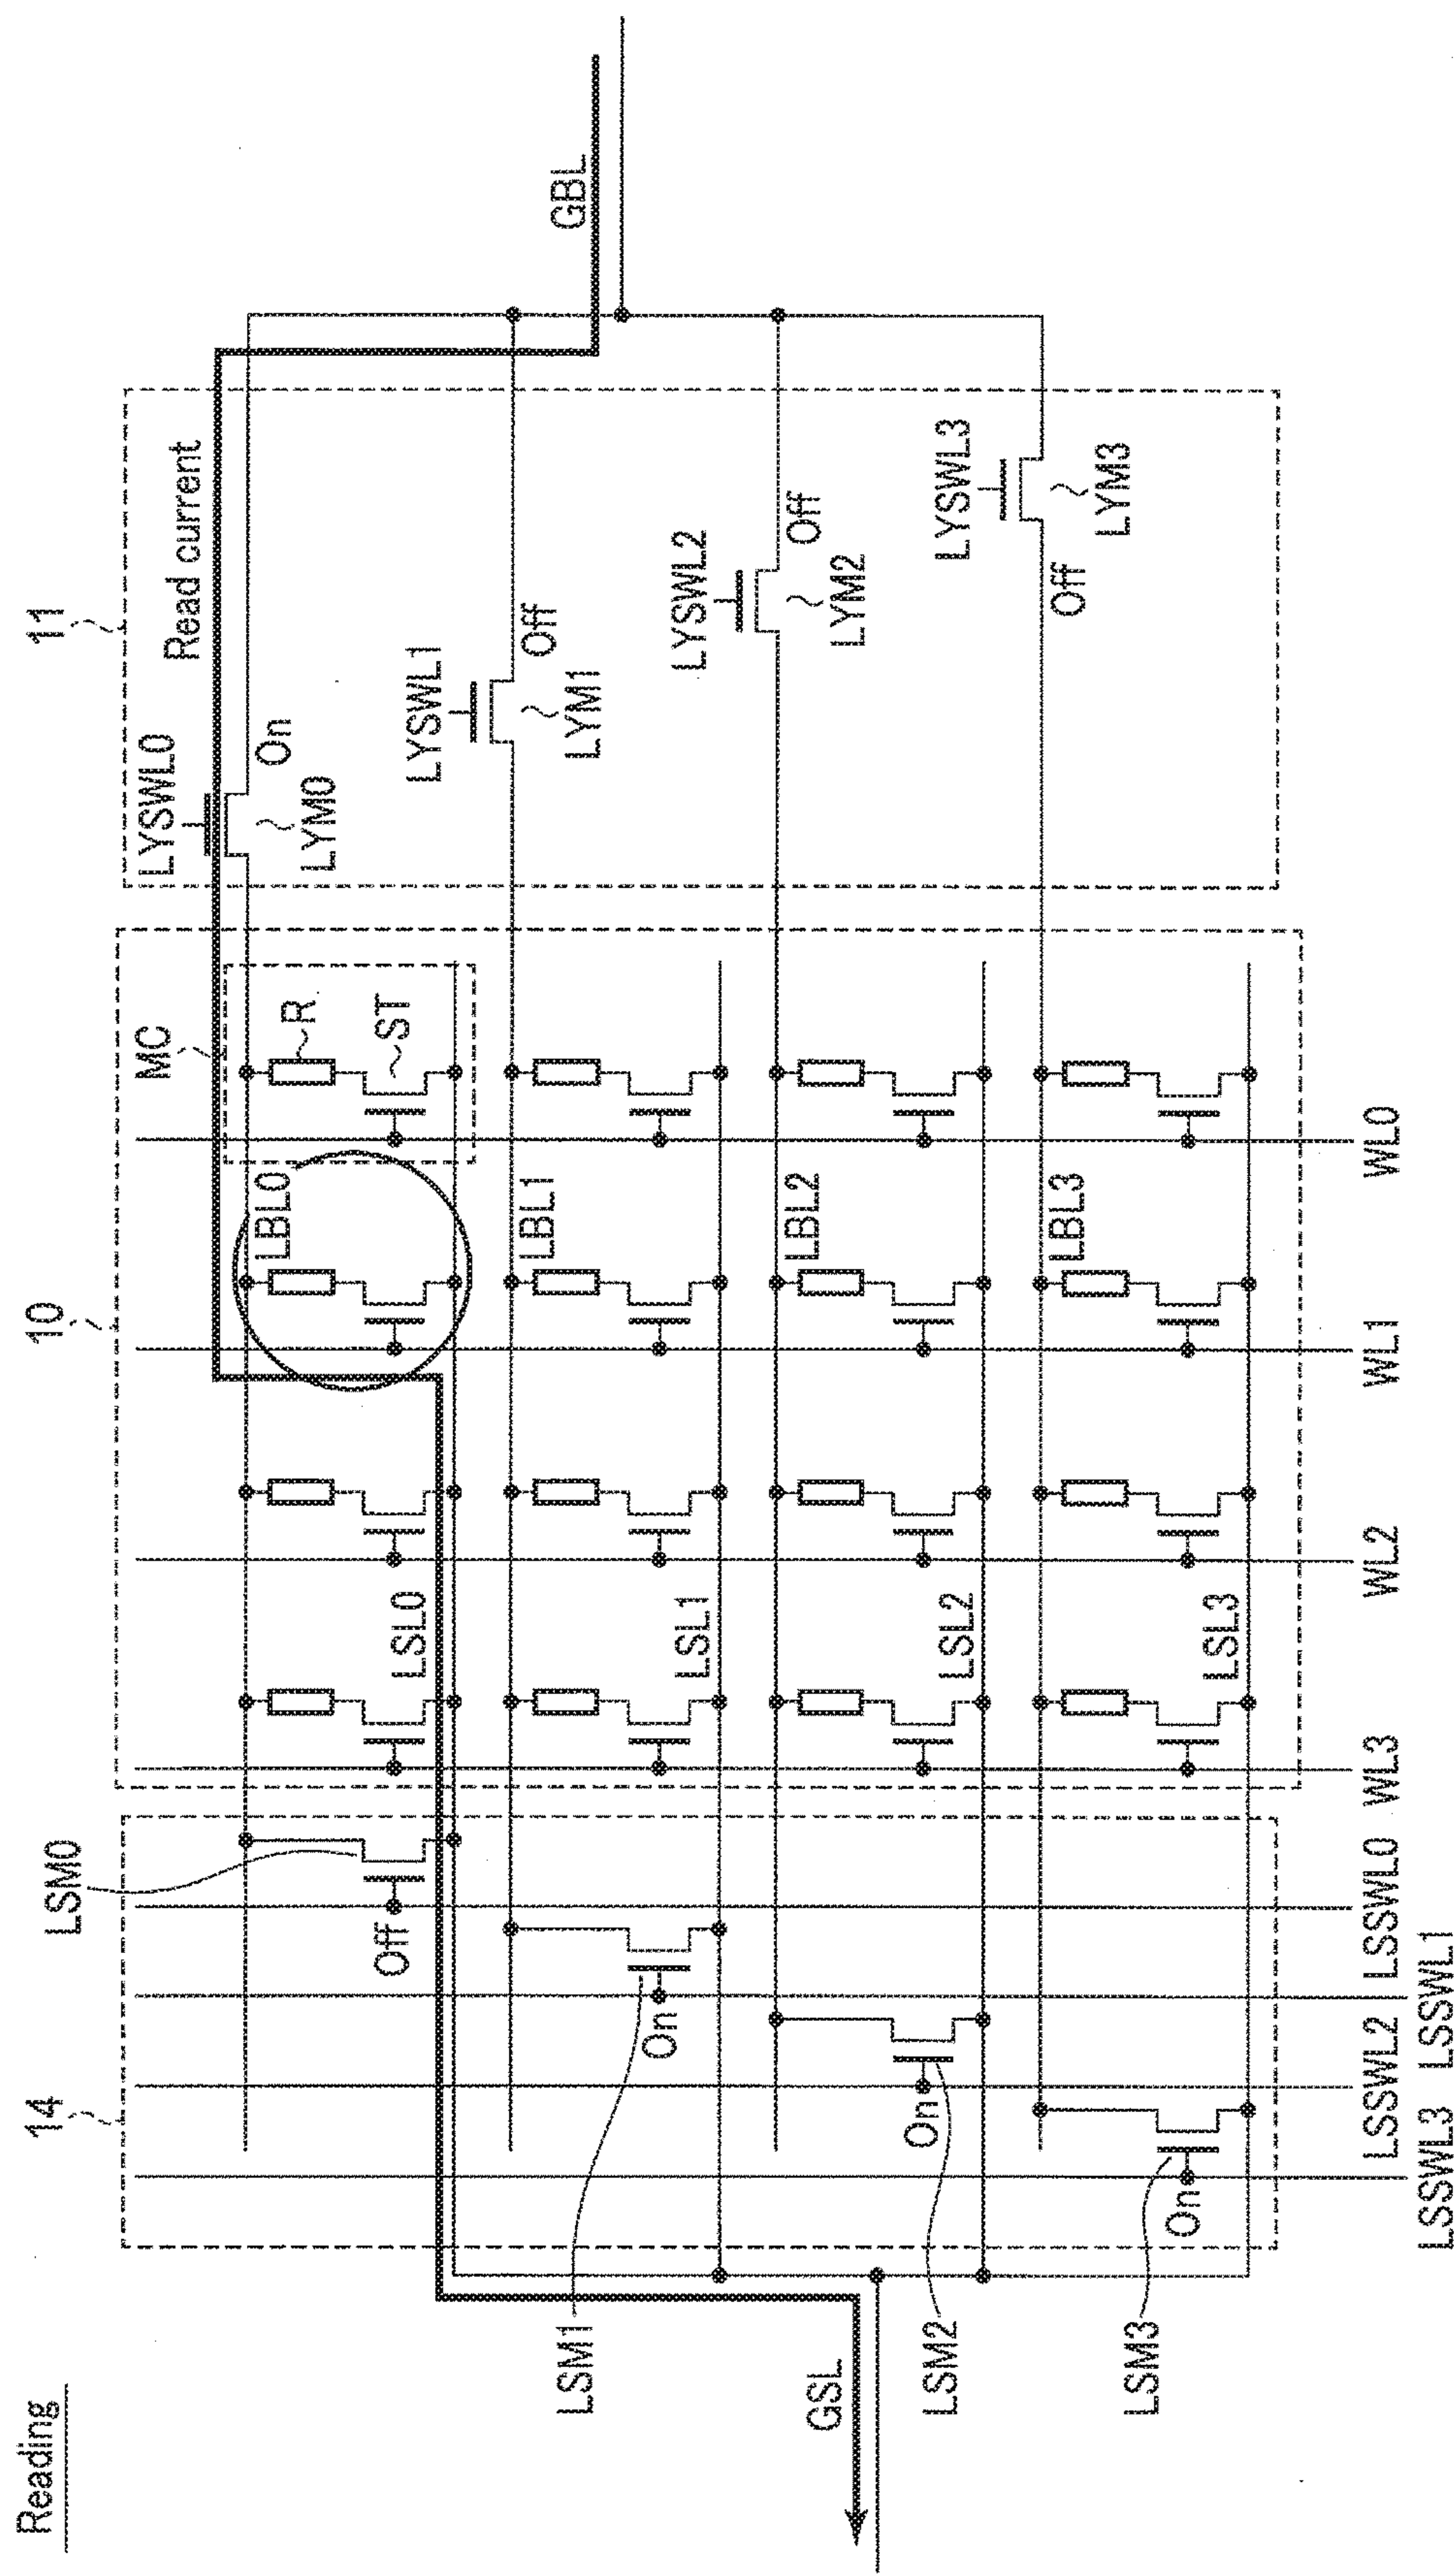 Reading
14
10
11
LSM0
MC
LYSWL0
Read current
GBL
On
LYM0
R
ST
LBL0
LSL0
Off
LYSWL1
Off
LYM1
LBL1
LSL1
On
LSM1
LYSWL2
Off
LYM2
LBL2
LSL2
On
GSL
LSM2
LYSWL3
LYM3
Off
LBL3
LSL3
On
LSM3
WL3
WL2
WL1
WL0
LSSWL0
LSSWL2
LSSWL3
LSSWL1